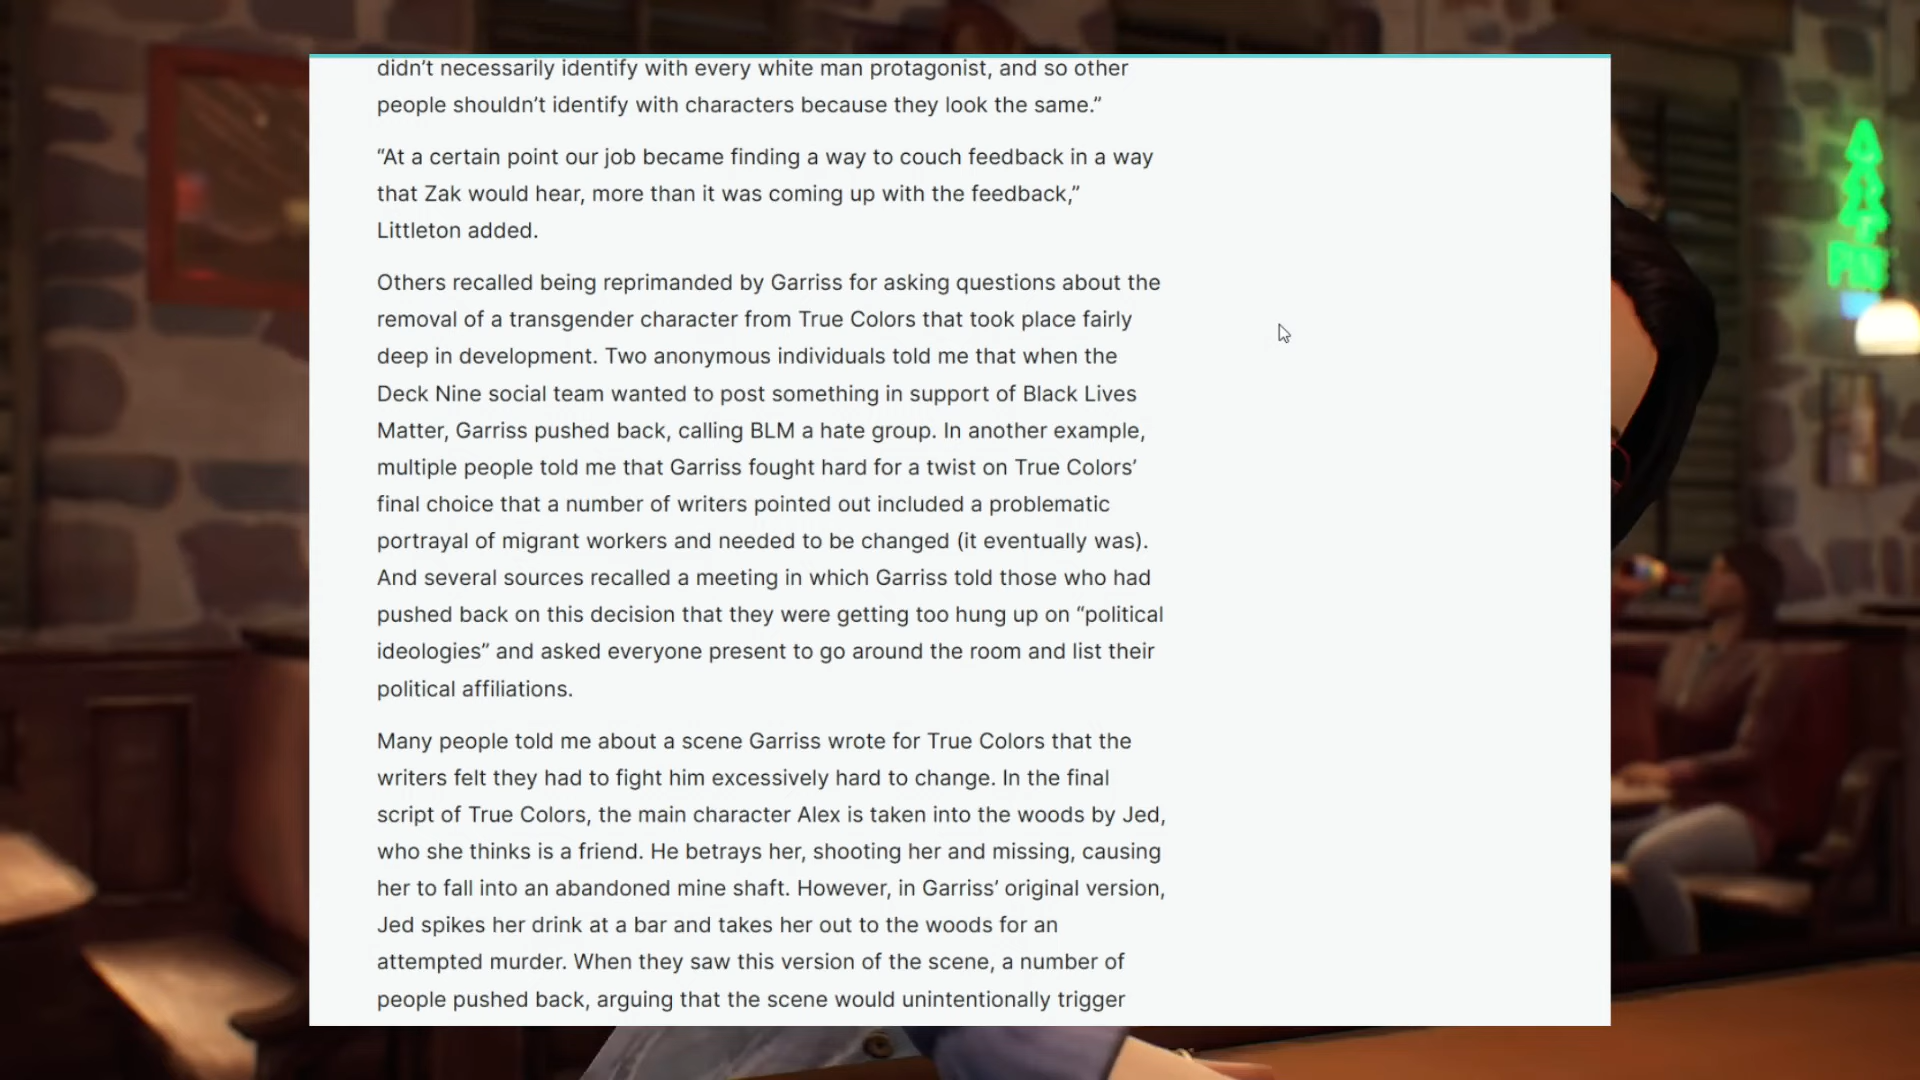 didn’t necessarily identify with every white man protagonist, and so other
people shouldn’t identify with characters because they look the same.”
“At a certain point our job became finding a way to couch feedback in a way
that Zak would hear, more than it was coming up with the feedback,”
Littleton added.
Others recalled being reprimanded by Garriss for asking questions about the
removal of a transgender character from True Colors that took place fairly
deep in development. Two anonymous individuals told me that when the
Deck Nine social team wanted to post something in support of Black Lives
Matter, Garriss pushed back, calling BLM a hate group. In another example,
multiple people told me that Garriss fought hard for a twist on True Colors’
final choice that a number of writers pointed out included a problematic
portrayal of migrant workers and needed to be changed (it eventually was).
And several sources recalled a meeting in which Garriss told those who had
pushed back on this decision that they were getting too hung up on “political
ideologies” and asked everyone present to go around the room and list their
political affiliations.
Many people told me about a scene Garriss wrote for True Colors that the
writers felt they had to fight him excessively hard to change. In the final
script of True Colors, the main character Alex is taken into the woods by Jed,
who she thinks is a friend. He betrays her, shooting her and missing, causing
her to fall into an abandoned mine shaft. However, in Garriss’ original version,
Jed spikes her drink at a bar and takes her out to the woods for an
attempted murder. When they saw this version of the scene, a number of
people pushed back, arguing that the scene would unintentionally trigger